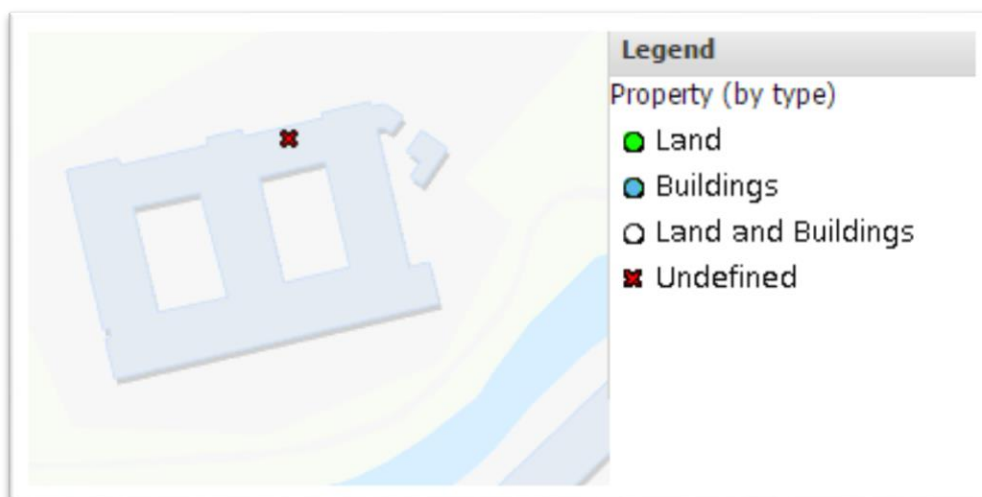 Legend
Property (by type)
Land
Buildings
Land and Buildings
Undefined